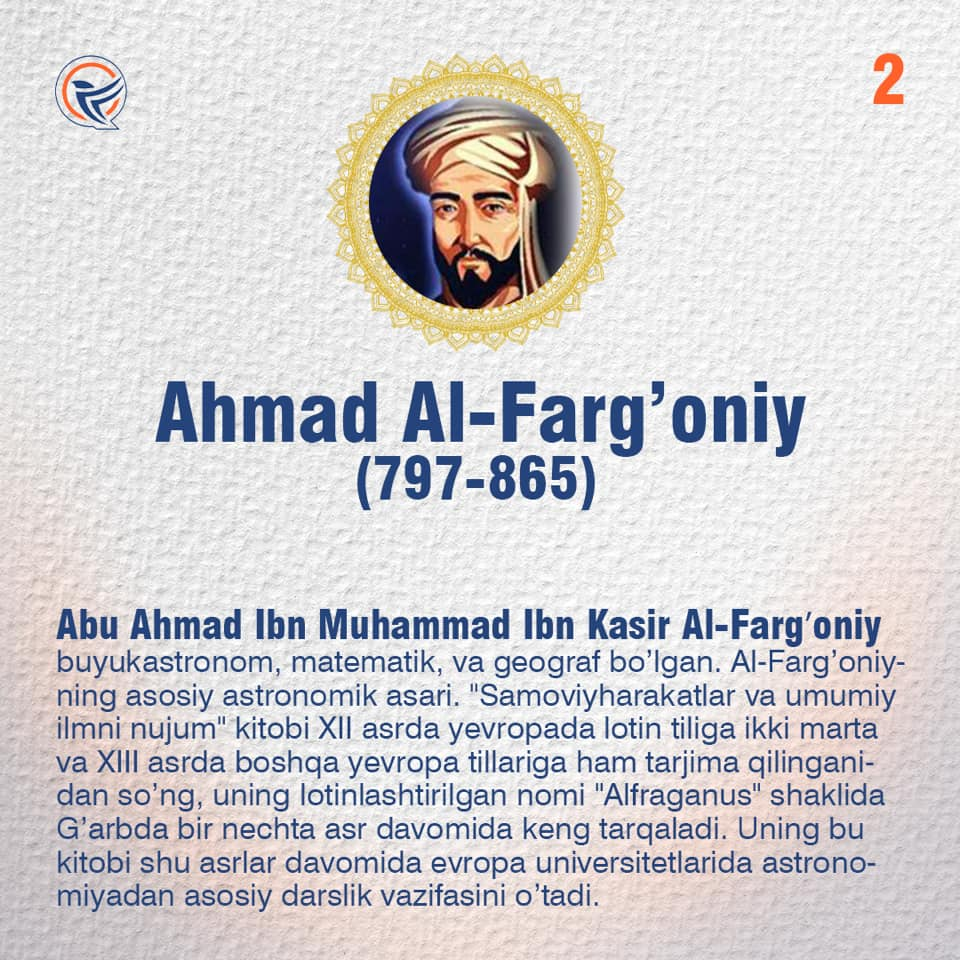 2
Ahmad Al-Farg’oniy
(797-865)
Abu Ahmad Ibn Muhammad Ibn Kasir Al-Farg'oniy
buyukastronom, matematik, va geograf bo’lgan. Al-Farg’oniy-
ning asosiy astronomik asari. "Samoviyharakatlar va umumiy
ilmni nujum" kitobi XII asrda yevropada lotin tiliga ikki marta
va XIII asrda boshqa yevropa tillariga ham tarjima qilingani-
dan so’ng, uning lotinlashtirilgan nomi "Alfraganus" shaklida
G’arbda bir nechta asr davomida keng tarqaladi. Uning bu
kitobi shu asrlar davomida evropa universitetlarida astrono-
miyadan asosiy darslik vazifasini o’tadi.